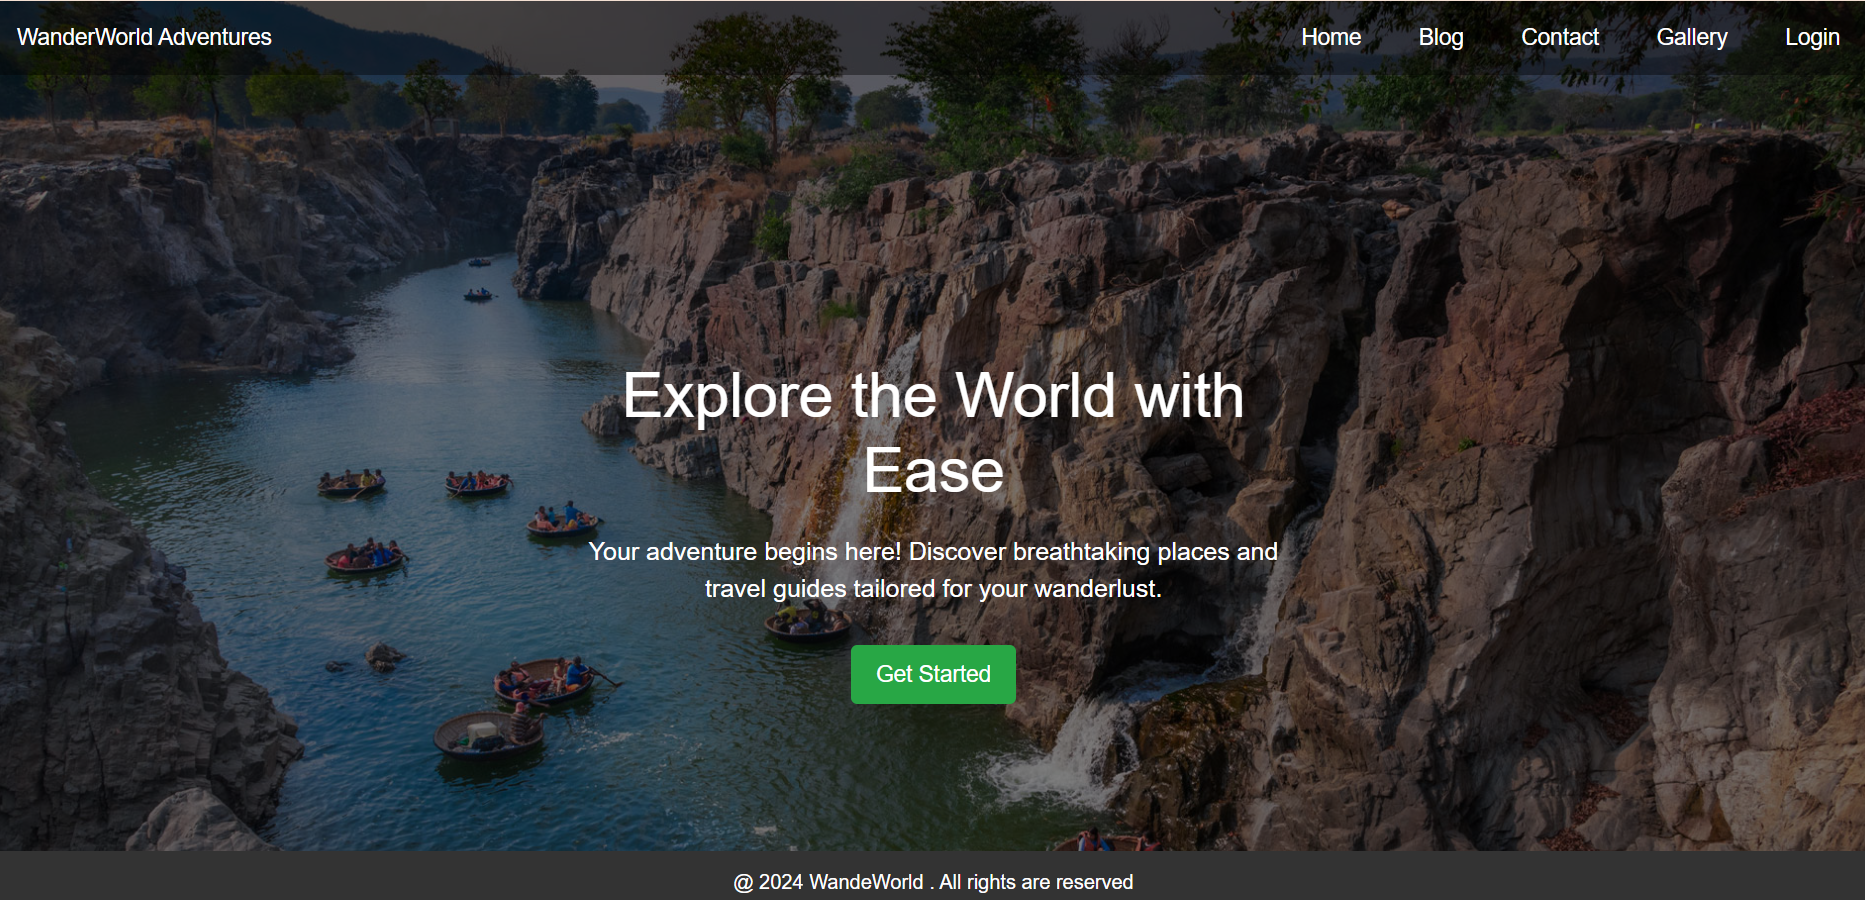 WanderWorld Adventures
Home Blog Contact Gallery Login
Explore the World with
Ease
Your adventure begins here! Discover breathtaking places and
travel guides tailored for your wanderlust.
Get Started
@ 2024 WandeWorld . All rights are reserved